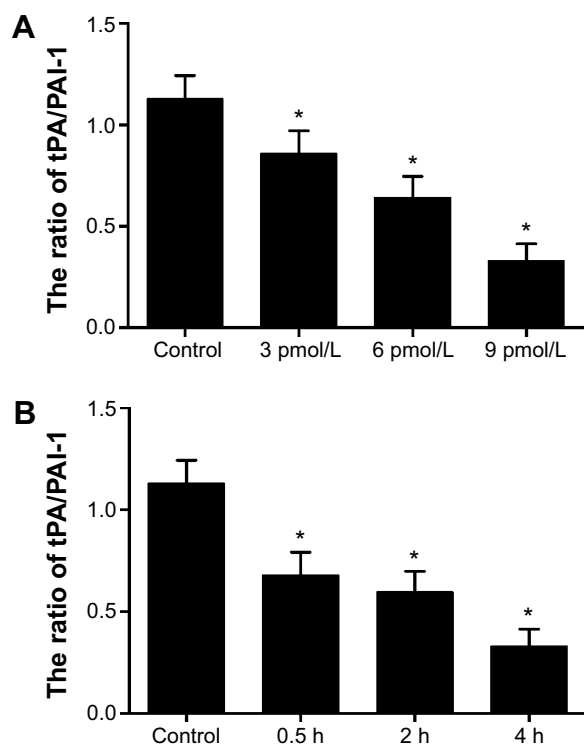 A
The ratio of tPA/PAI-1
1.5
1.0
0.5
0.0
*
*
*
Control 3 pmol/L 6 pmol/L 9 pmol/L
B
The ratio of tPA/PAI-1
1.5
1.0
0.5
0.0
*
*
*
Control 0.5 h 2 h 4 h